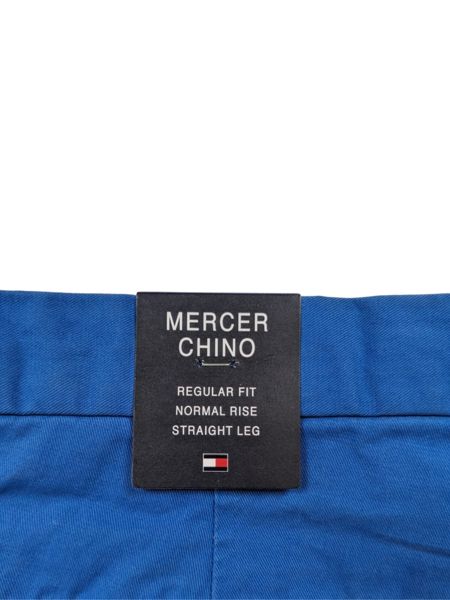 MERCER
CHINO
REGULAR FIT
NORMAL RISE
STRAIGHT LEG